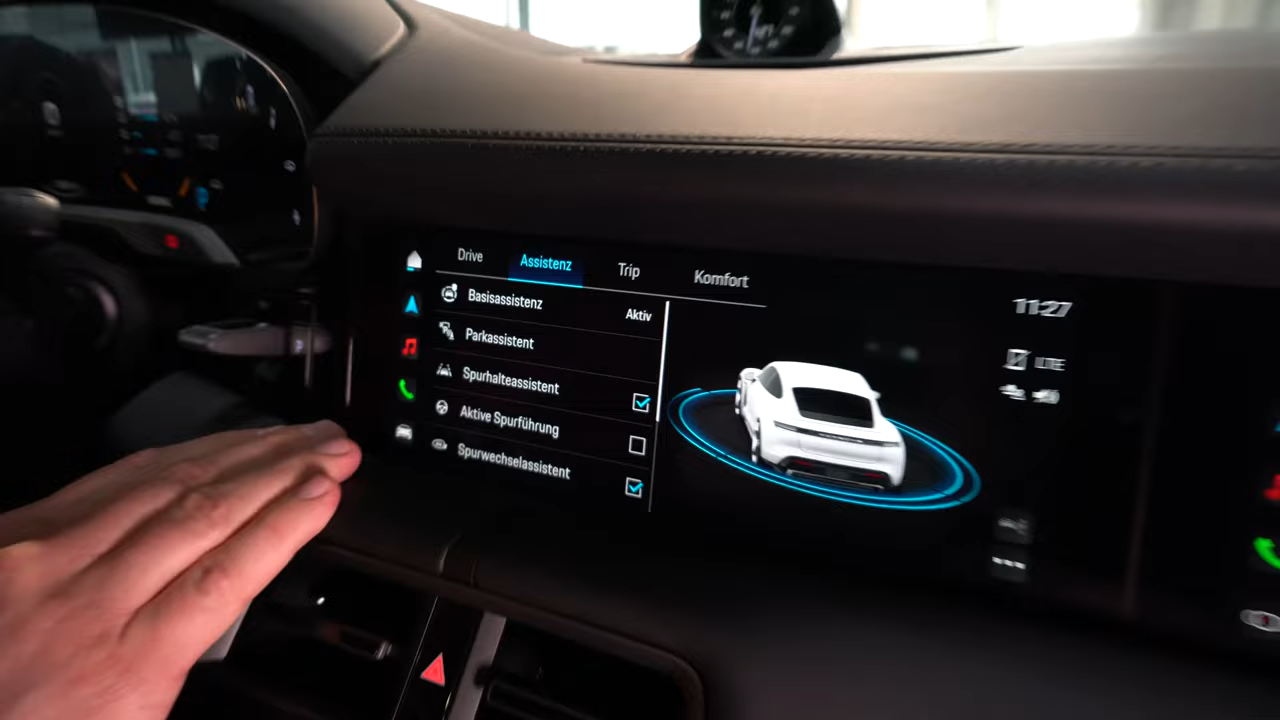 Drive Assistenz Trip Komfort
Basisassistenz Aktiv
Parkassistent
Spurhalteassistent
Aktive Spurführung
Spurwechselassistent
11:27
LTE